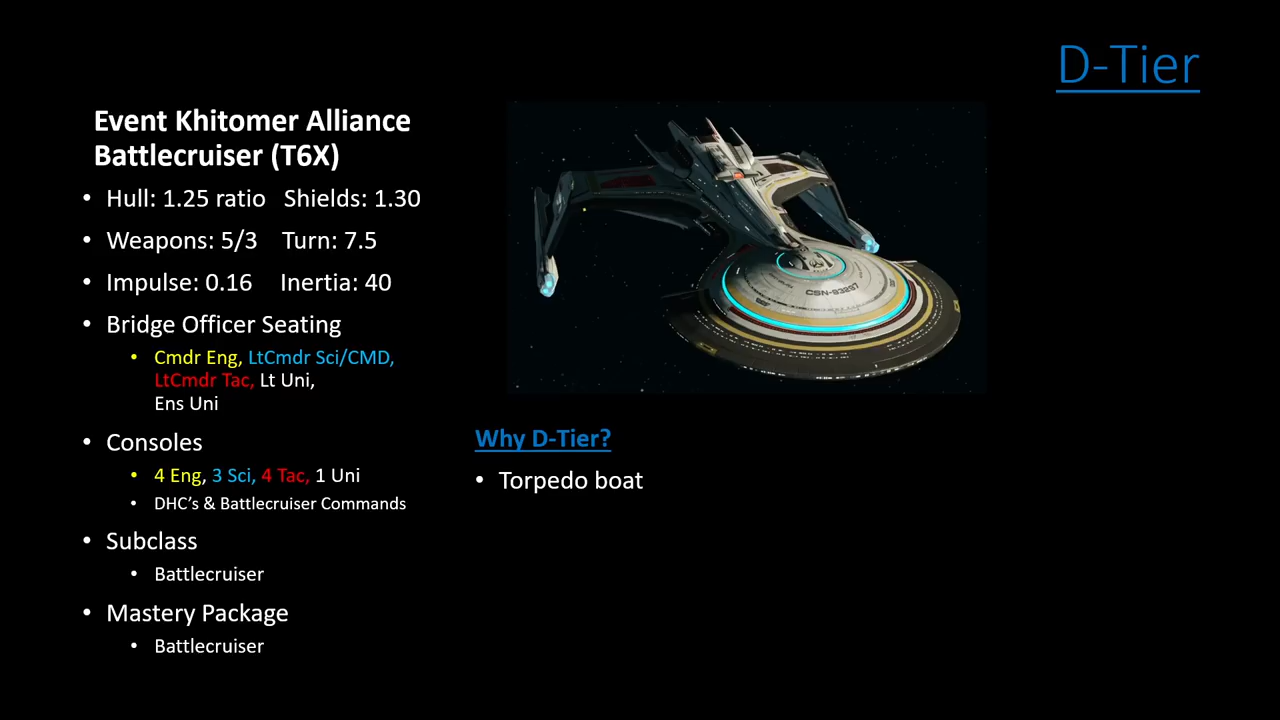 D-Tier
Event Khitomer Alliance
Battlecruiser (T6X)
• Hull: 1.25 ratio Shields: 1.30
• Weapons: 5/3 Turn: 7.5
• Impulse: 0.16 Inertia: 40
• Bridge Officer Seating
• Cmdr Eng, LtCmdr Sci/CMD,
LtCmdr Tac, Lt Uni,
Ens Uni
• Consoles
• 4 Eng, 3 Sci, 4 Tac, 1 Uni
• DHC's & Battlecruiser Commands
• Subclass
• Battlecruiser
• Mastery Package
• Battlecruiser
CSN-93297
Why D-Tier?
• Torpedo boat